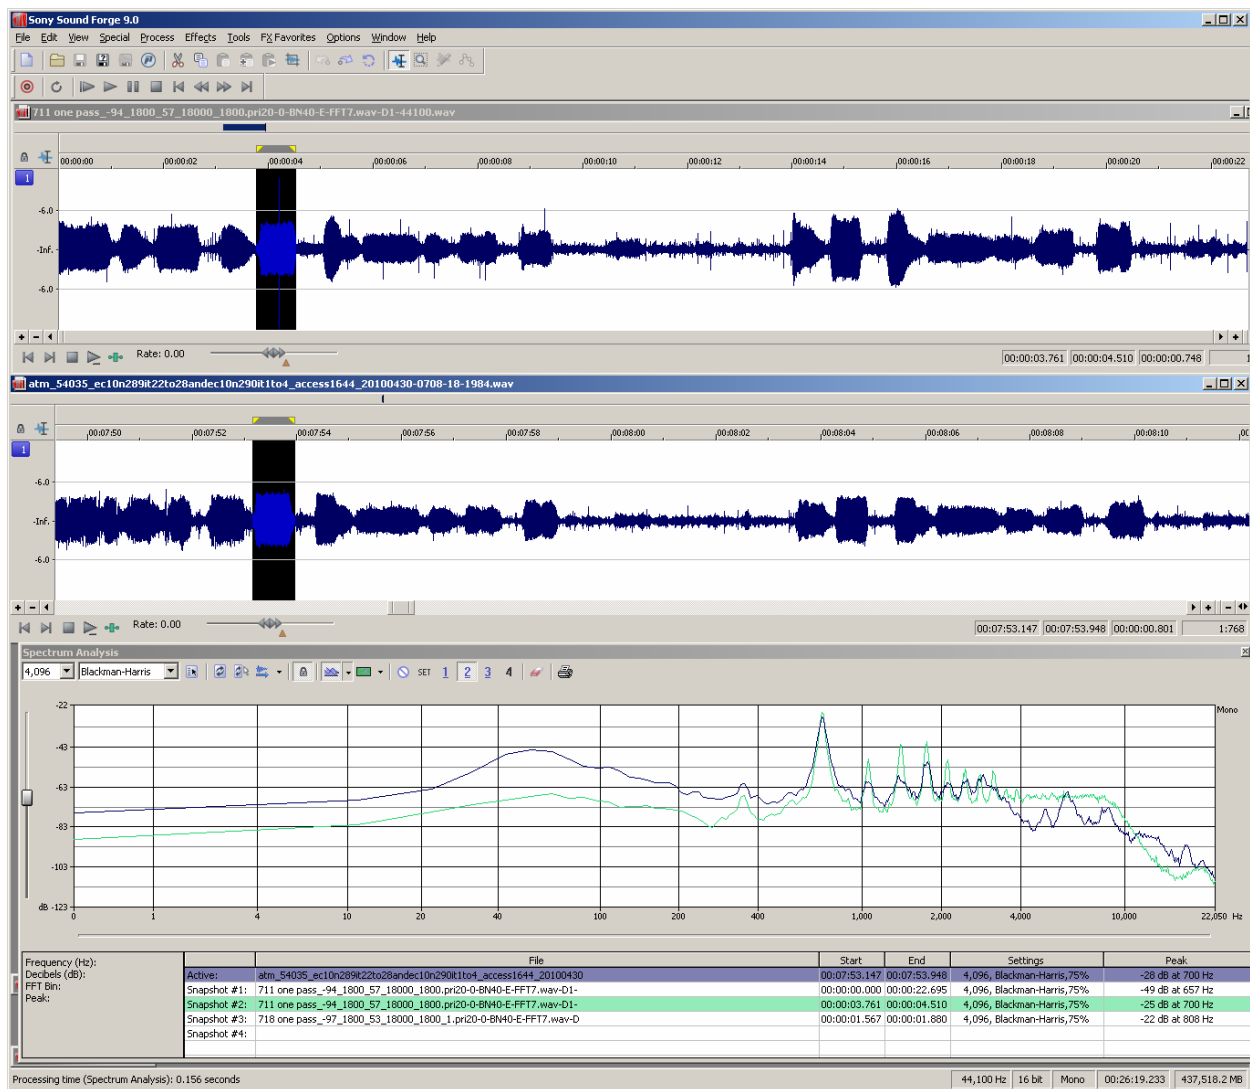 Sony Sound Forge 9.0
File Edit View Special Process Effects Tools FX Favorites Options Window Help
711 one pass_-94_1800_57_18000_1800.pri20-0-BN40-E-FFT7.wav-D1-44100.wav
00:00:00 ,00:00:02 ,00:00:04 ,00:00:06 ,00:00:08 ,00:00:10 ,00:00:12 ,00:00:14 ,00:00:16 ,00:00:18 ,00:00:20 ,00:00:22
1
-6.0
-Inf.
-6.0
Rate: 0.00
00:00:03.761 00:00:04.510 00:00:00.748 1
atm_54035_ec10n289it22to28andec10n290it1to4_access1644_20100430-0708-18-1984.wav
,00:07:50 ,00:07:52 ,00:07:54 ,00:07:56 ,00:07:58 ,00:08:00 ,00:08:02 ,00:08:04 ,00:08:06 ,00:08:08 ,00:08:10 ,00
1
-6.0
-Inf.
-6.0
Rate: 0.00
00:07:53.147 00:07:53.948 00:00:00.801 1:768
Spectrum Analysis
4,096 Blackman-Harris SET 1 2 3 4
-22 Mono
-43
-63
-83
-103
dB -123
0 1 4 10 20 40 100 200 400 1,000 2,000 4,000 10,000 22,050 Hz
Frequency (Hz):
Decibels (dB):
FFT Bin:
Peak:
File Start End Settings Peak
Active: atm_54035_ec10n289it22to28andec10n290it1to4_access1644_20100430 00:07:53.147 00:07:53.948 4,096, Blackman-Harris,75% -28 dB at 700 Hz
Snapshot #1: 711 one pass_-94_1800_57_18000_1800.pri20-0-BN40-E-FFT7.wav-D1- 00:00:00.000 00:00:22.695 4,096, Blackman-Harris,75% -49 dB at 657 Hz
Snapshot #2: 711 one pass_-94_1800_57_18000_1800.pri20-0-BN40-E-FFT7.wav-D1- 00:00:03.761 00:00:04.510 4,096, Blackman-Harris,75% -25 dB at 700 Hz
Snapshot #3: 718 one pass_-97_1800_53_18000_1800_1.pri20-0-BN40-E-FFT7.wav-D 00:00:01.567 00:00:01.880 4,096, Blackman-Harris,75% -22 dB at 808 Hz
Snapshot #4:
Processing time (Spectrum Analysis): 0.156 seconds
44,100 Hz 16 bit Mono 00:26:19.233 437,518.2 MB